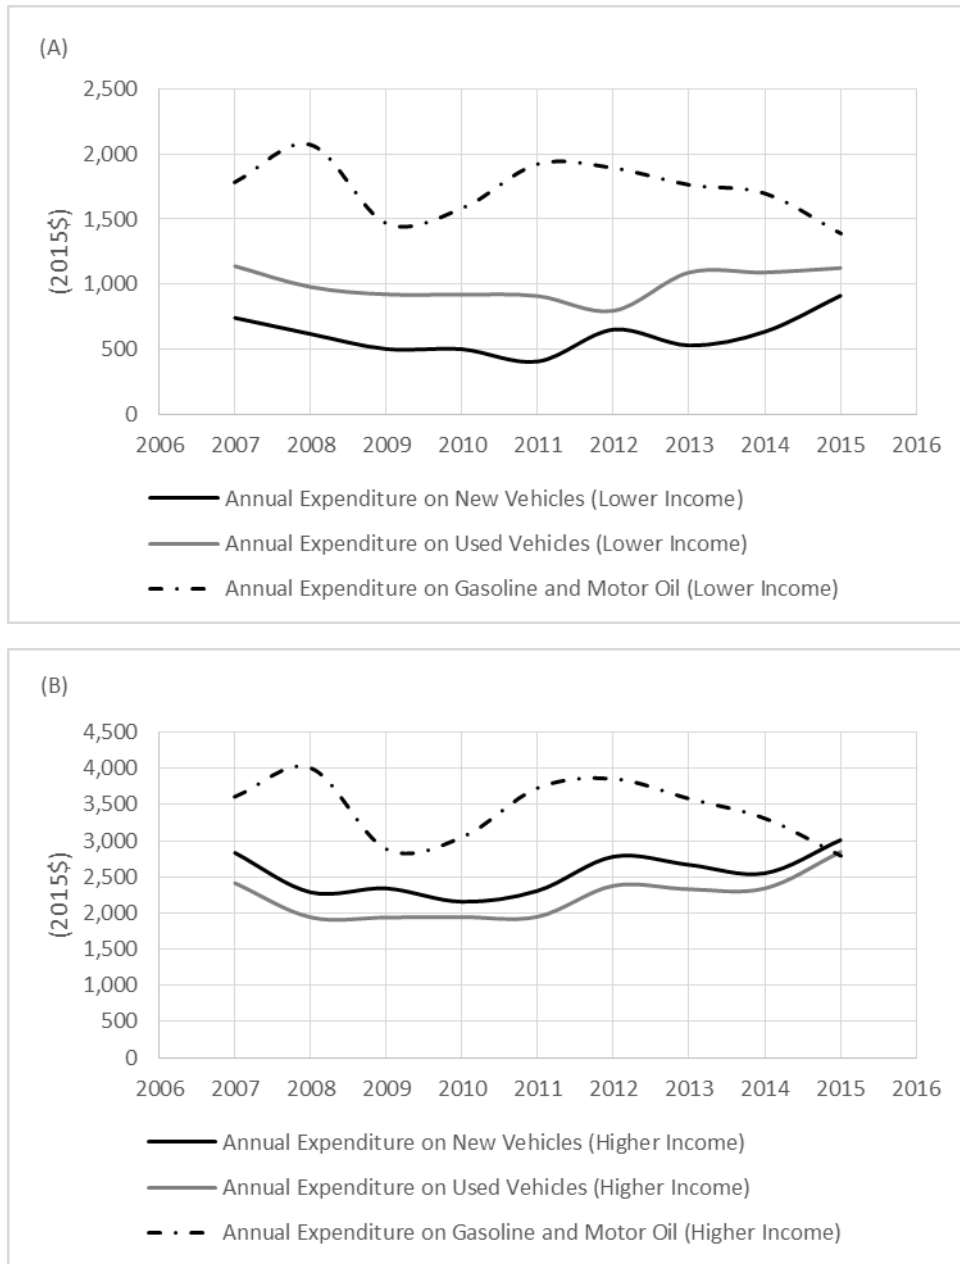 (A)
2,500
2,000
1,500
1,000
500
0
(2015$)
2006 2007 2008 2009 2010 2011 2012 2013 2014 2015 2016
Annual Expenditure on New Vehicles (Lower Income)
Annual Expenditure on Used Vehicles (Lower Income)
Annual Expenditure on Gasoline and Motor Oil (Lower Income)
(B)
4,500
4,000
3,500
3,000
2,500
2,000
1,500
1,000
500
0
(2015$)
2006 2007 2008 2009 2010 2011 2012 2013 2014 2015 2016
Annual Expenditure on New Vehicles (Higher Income)
Annual Expenditure on Used Vehicles (Higher Income)
Annual Expenditure on Gasoline and Motor Oil (Higher Income)